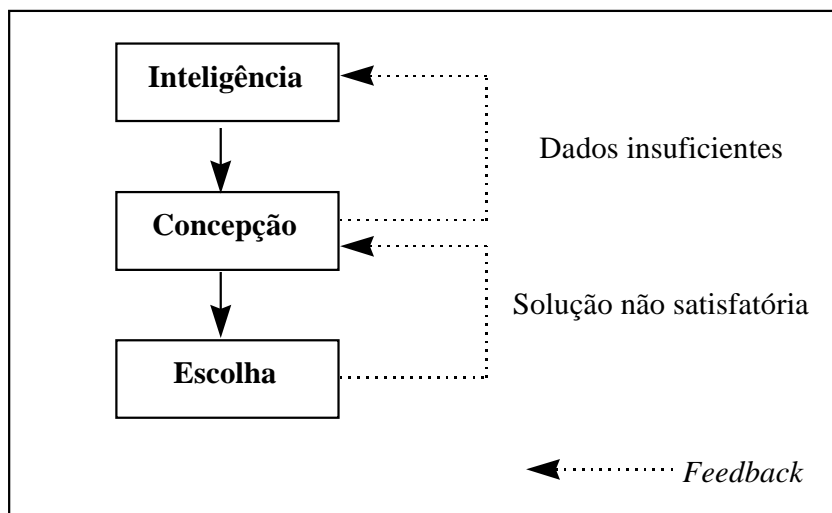 Inteligência
Dados insuficientes
Concepção
Solução não satisfatória
Escolha
Feedback